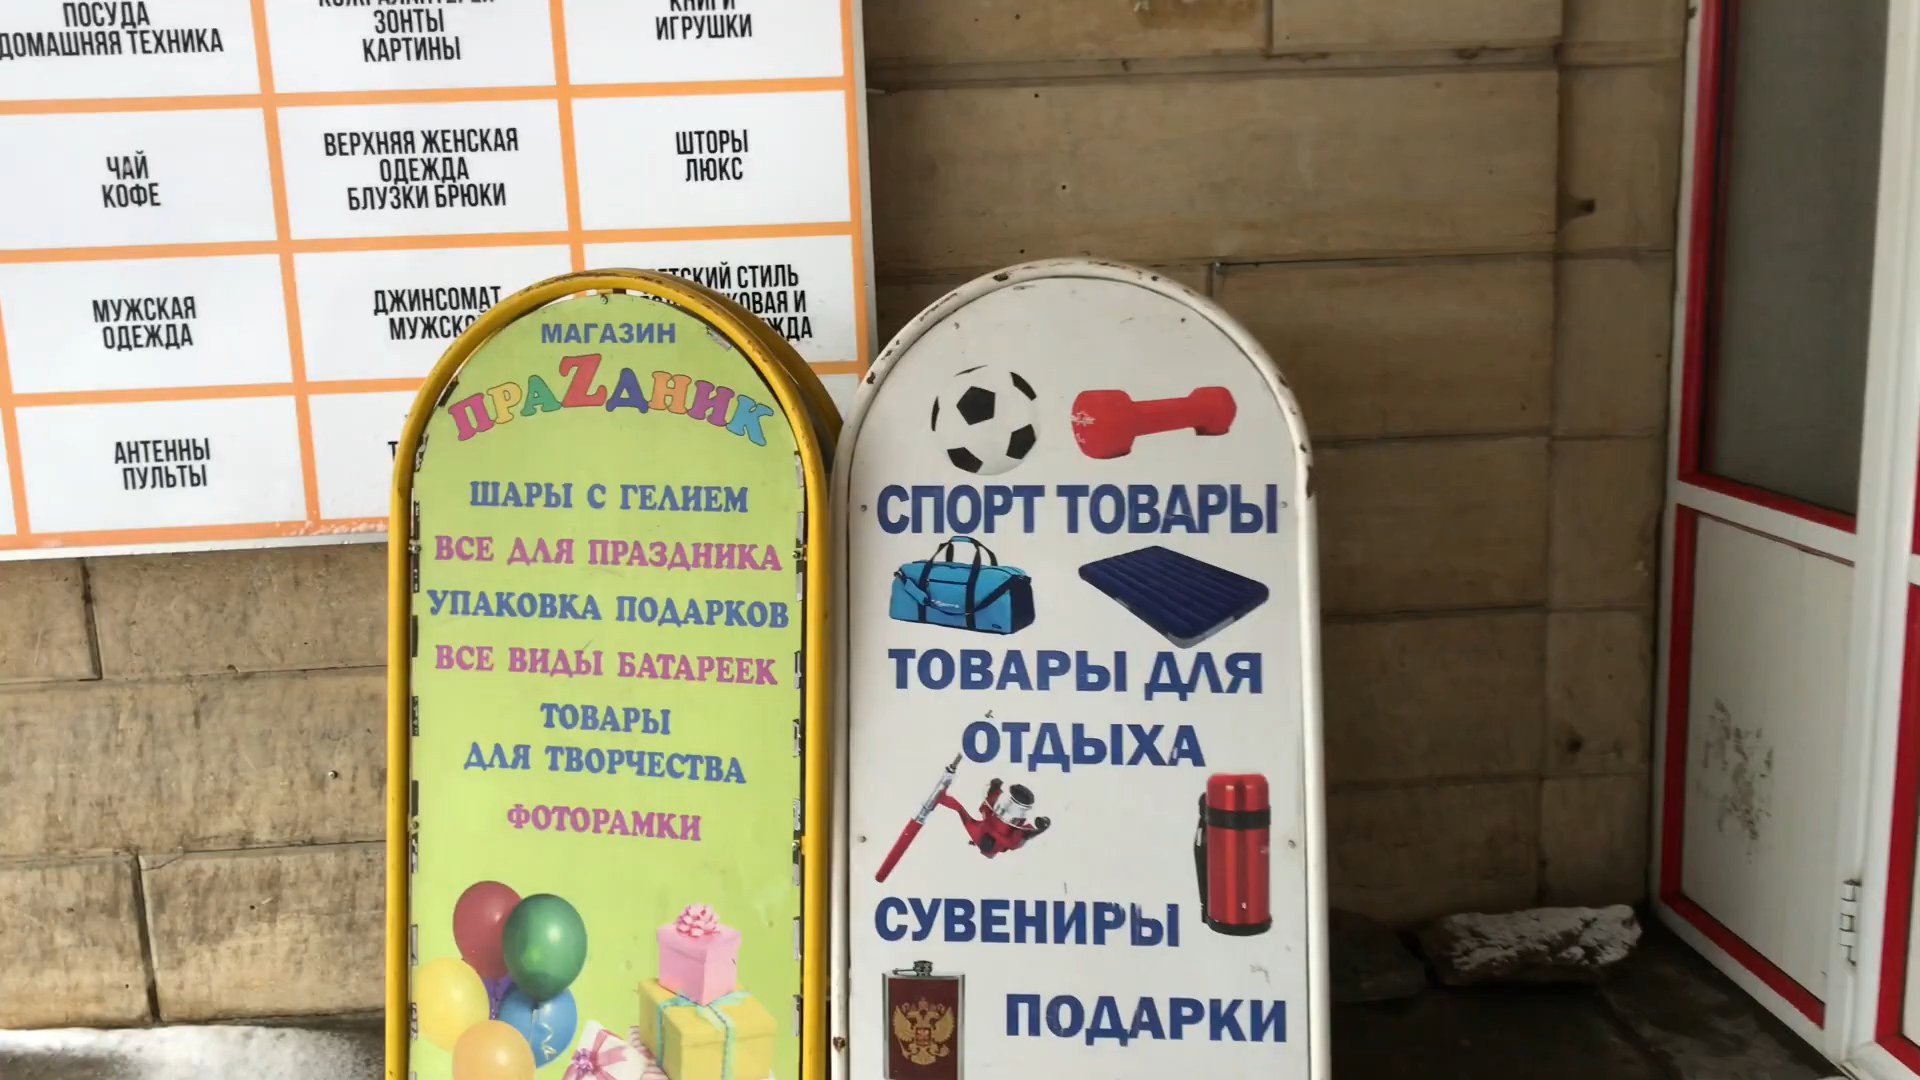 ПОСУДА
ДОМАШНЯЯ ТЕХНИКА
ЗОНТЫ
КАРТИНЫ
КНИГИ
ИГРУШКИ
ЧАЙ
КОФЕ
ВЕРХНЯЯ ЖЕНСКАЯ
ОДЕЖДА
БЛУЗКИ БРЮКИ
ШТОРЫ
ЛЮКС
МУЖСКАЯ
ОДЕЖДА
ДЖИНСОМАТ
СТИЛЬ
И
АНТЕННЫ
ПУЛЬТЫ
МАГАЗИН
ПРАZДНИК
ШАРЫ С ГЕЛИЕМ
ВСЕ ДЛЯ ПРАЗДНИКА
УПАКОВКА ПОДАРКОВ
ВСЕ ВИДЫ БАТАРЕЕК
ТОВАРЫ
ДЛЯ ТВОРЧЕСТВА
ФОТОРАМКИ
СПОРТ ТОВАРЫ
ТОВАРЫ ДЛЯ
ОТДЫХА
СУВЕНИРЫ
ПОДАРКИ